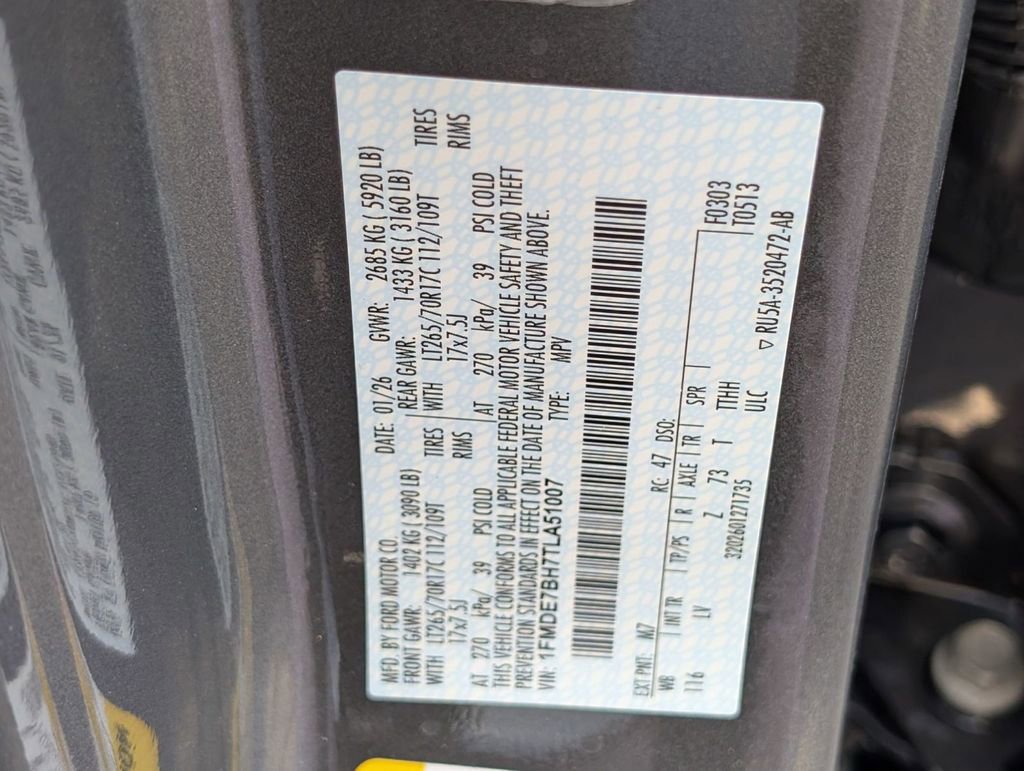 MFD. BY FORD MOTOR CO. DATE: 01/26 GVWR: 2685 KG ( 5920 LB)
FRONT GAWR: 1402 KG ( 3090 LB) REAR GAWR: 1433 KG ( 3160 LB)
WITH LT265/70R17C 112/109T TIRES WITH LT265/70R17C 112/109T TIRES
17x7.5J RIMS 17x7.5J RIMS
AT 270 kPa/ 39 PSI COLD AT 270 kPa/ 39 PSI COLD
THIS VEHICLE CONFORMS TO ALL APPLICABLE FEDERAL MOTOR VEHICLE SAFETY AND THEFT
PREVENTION STANDARDS IN EFFECT ON THE DATE OF MANUFACTURE SHOWN ABOVE.
VIN: 1FMDE7BH7TLA51007 TYPE: MPV
EXT PNT: M7 RC: 47 DSO: F0303
WB INT TR TP/PS R AXLE TR SPR T0513
116 LV Z 73 T TTHH
320260127735 ULC ▽ RU5A-3520472-AB